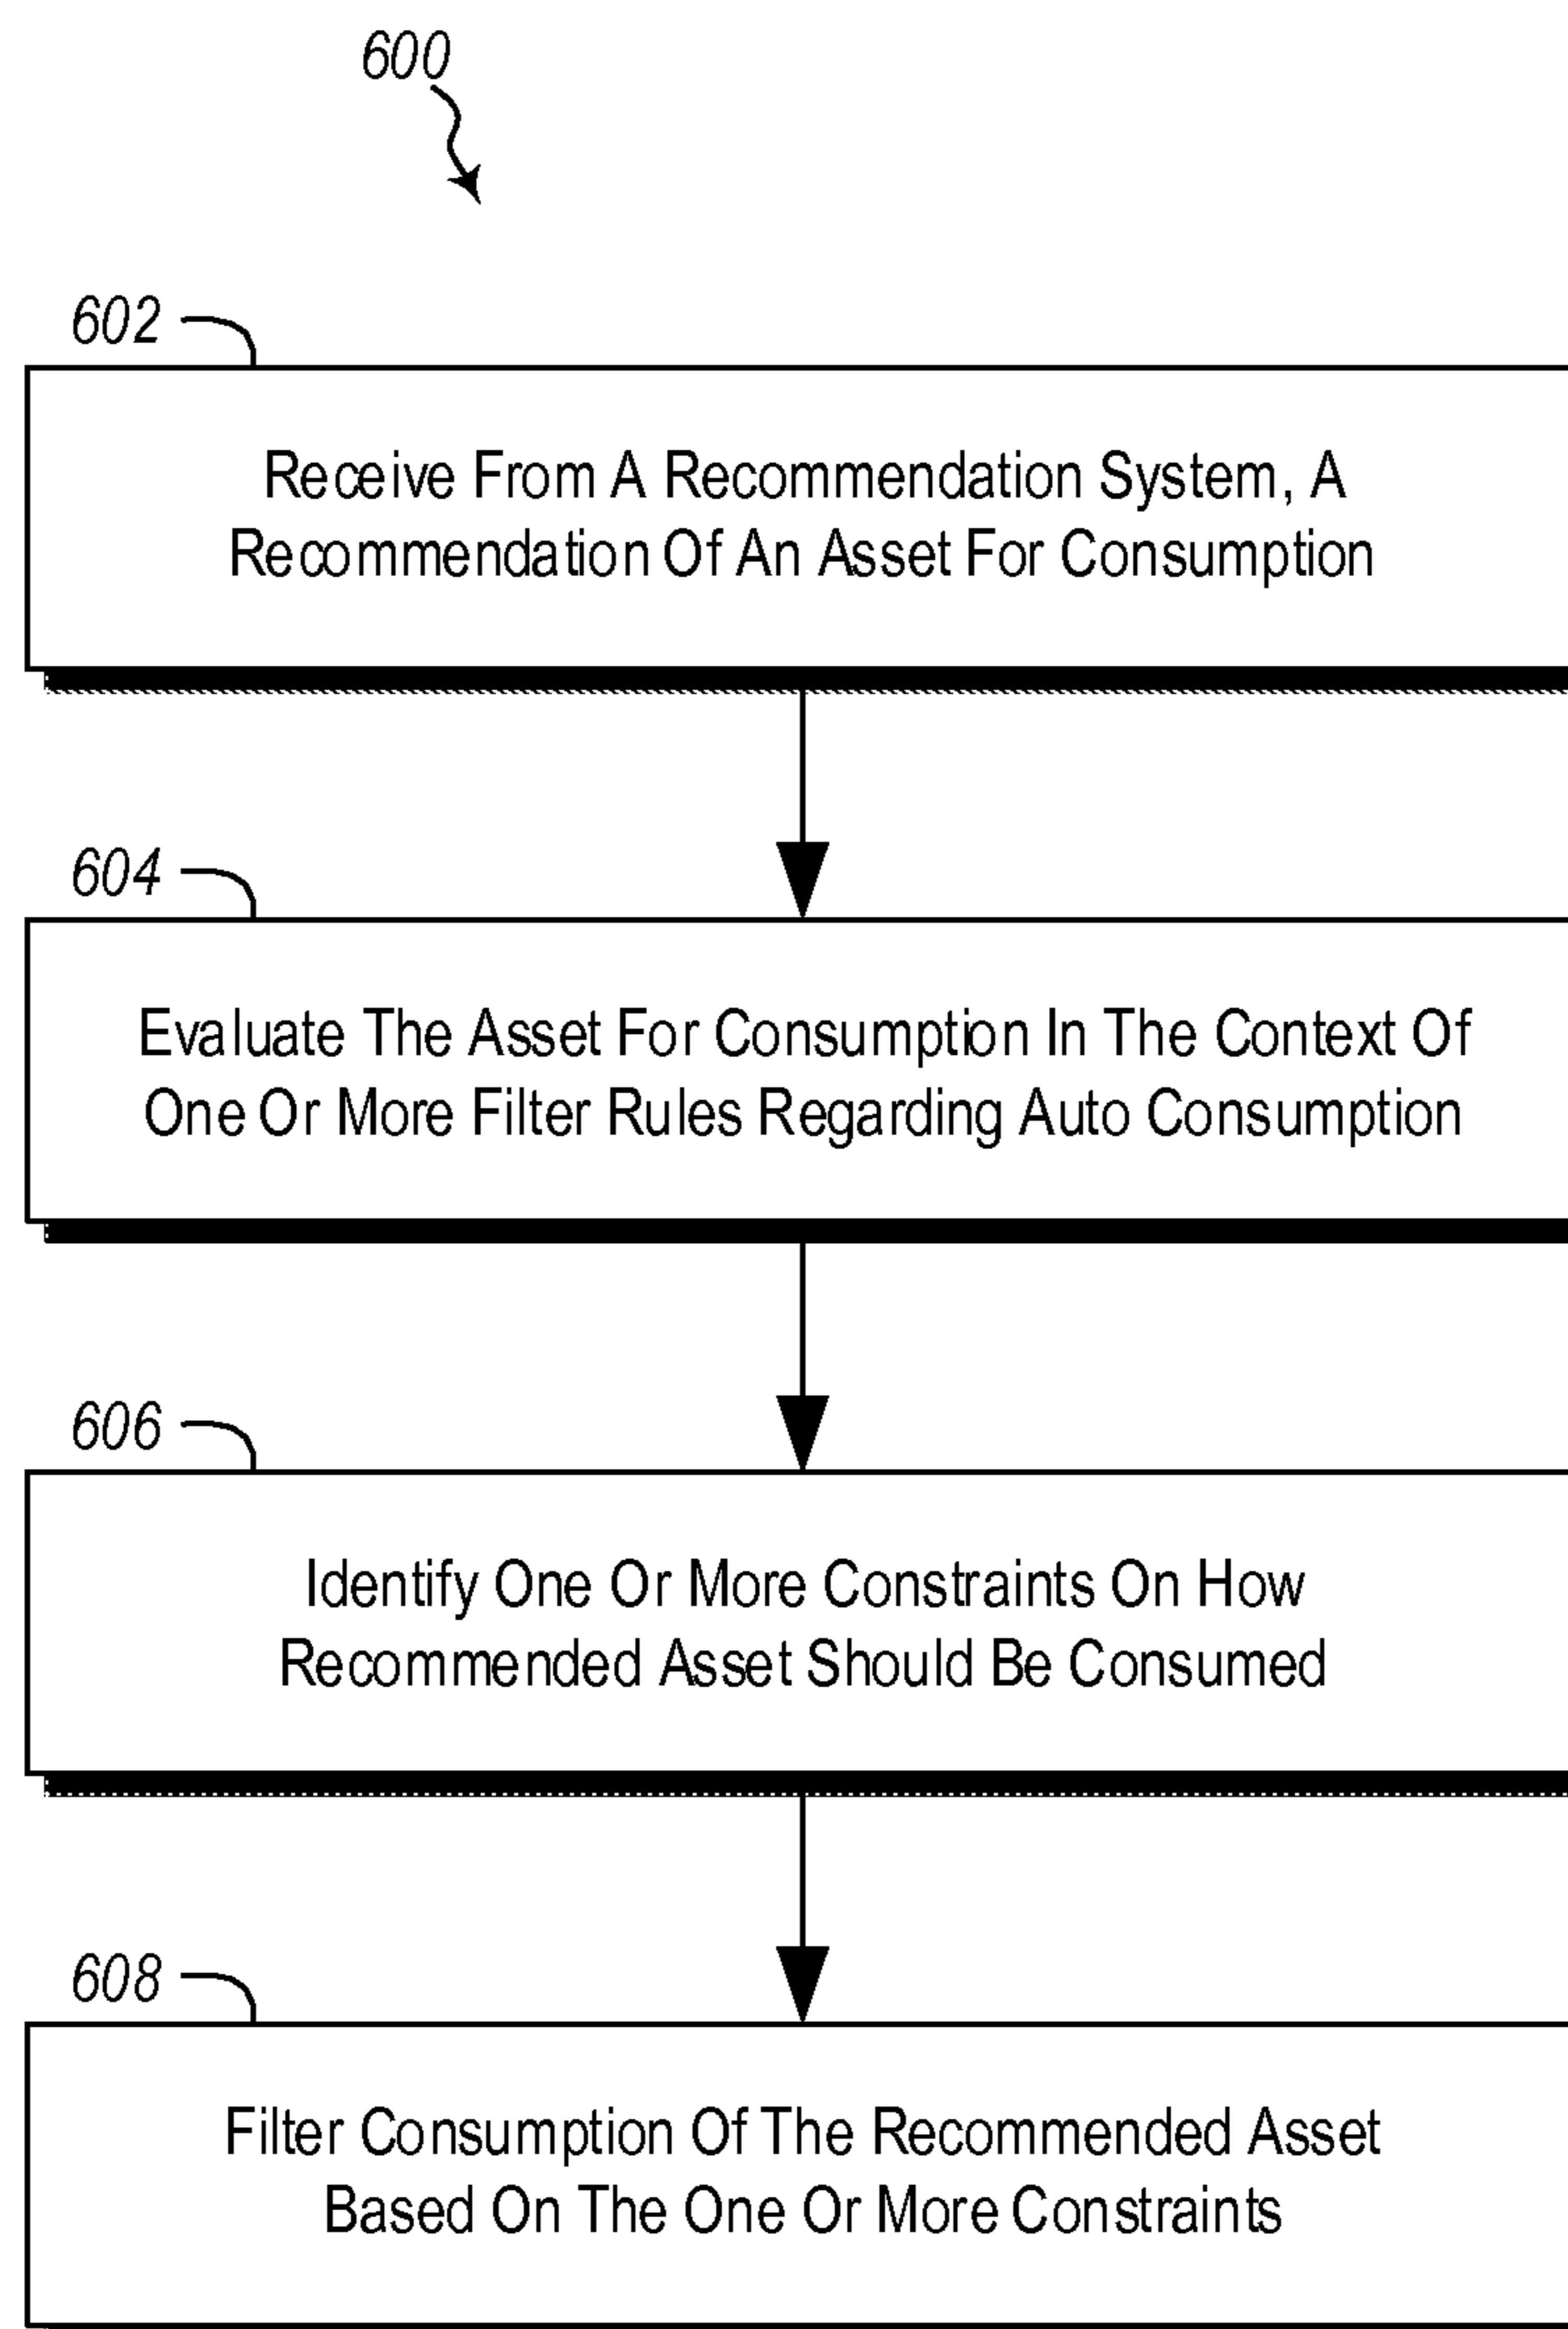 600
602
Receive From A Recommendation System, A
Recommendation Of An Asset For Consumption
604
Evaluate The Asset For Consumption In The Context Of
One Or More Filter Rules Regarding Auto Consumption
606
Identify One Or More Constraints On How
Recommended Asset Should Be Consumed
608
Filter Consumption Of The Recommended Asset
Based On The One Or More Constraints